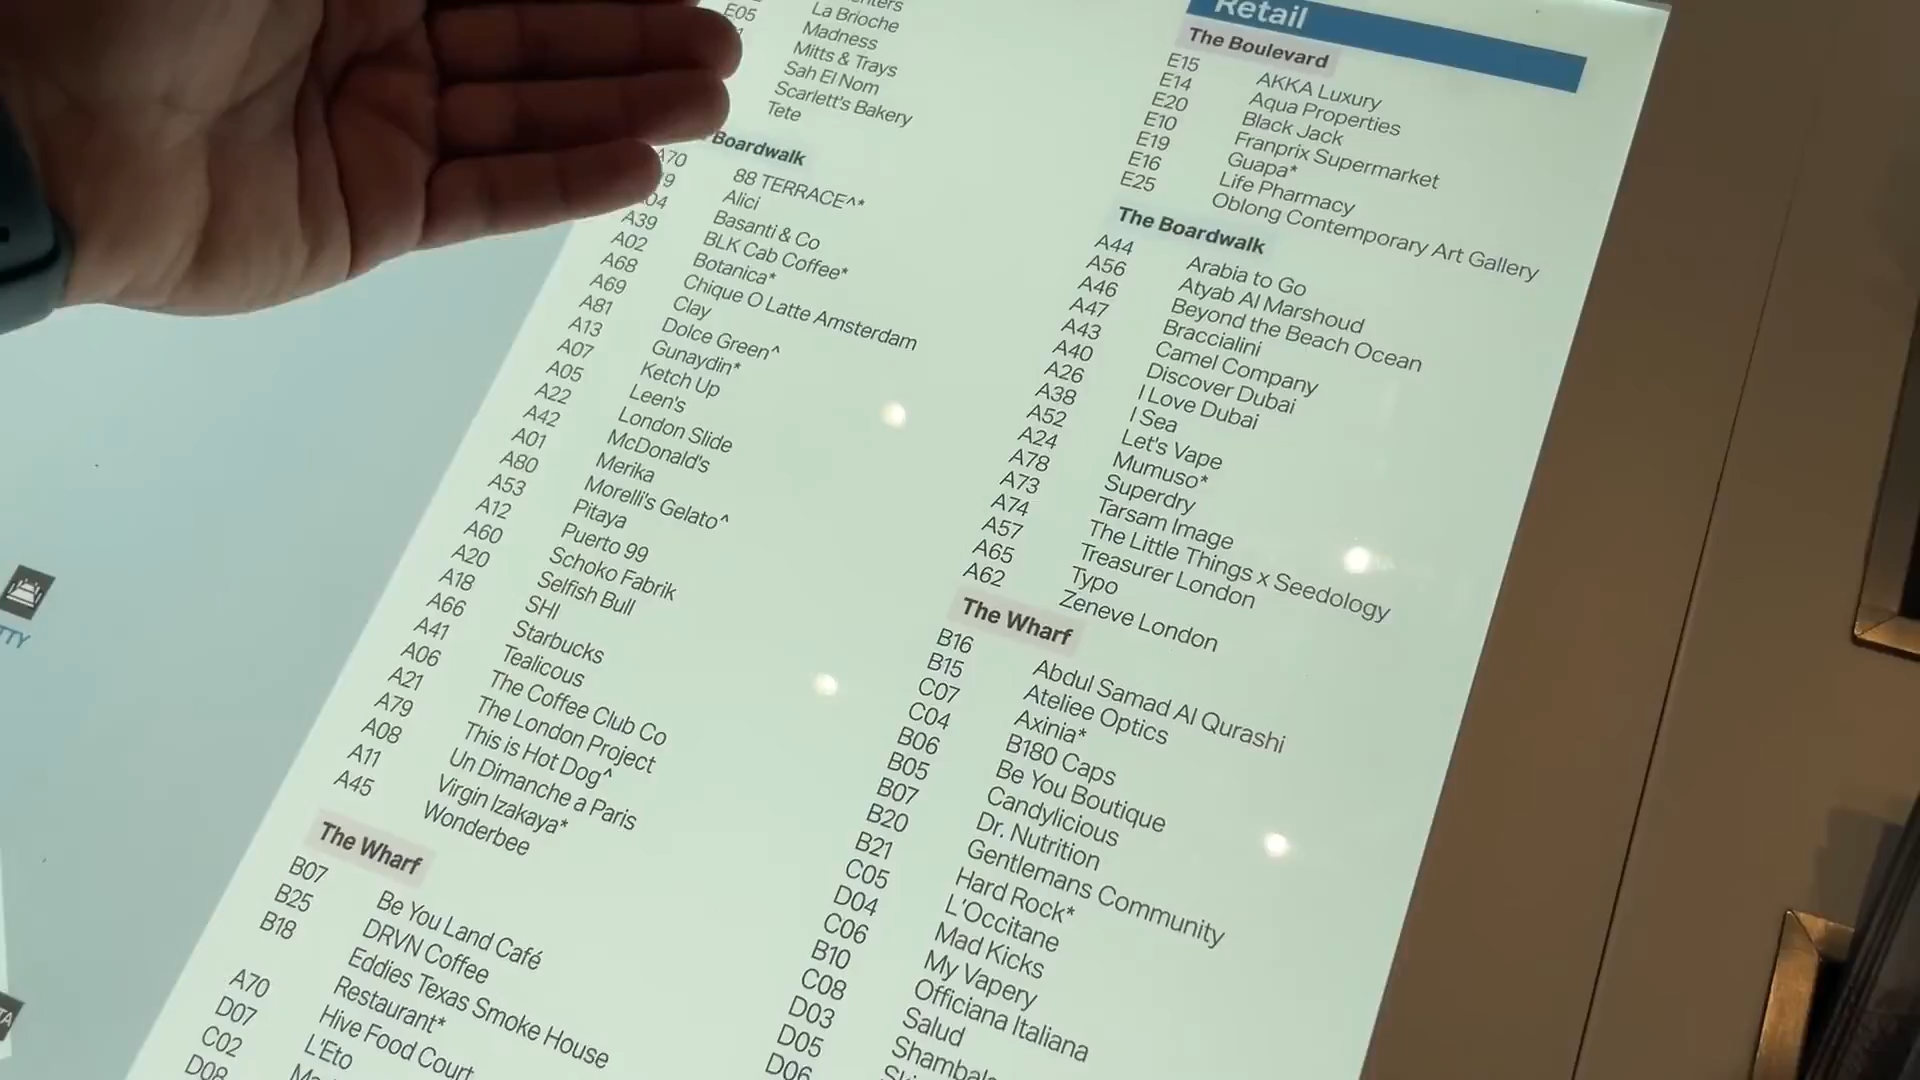 E05 La Brioche
Madness
Mitts & Trays
Sah El Nom
Scarlett's Bakery
Tete
Boardwalk
A70 88 TERRACE^*
Alici
Basanti & Co
A39 BLK Cab Coffee*
A02 Botanica*
A68 Chique O Latte Amsterdam
A69 Clay
A81 Dolce Green^
A13 Gunaydin*
A07 Ketch Up
A05 Leen's
A22 London Slide
A42 McDonald's
A01 Merika
A80 Morelli's Gelato^
A53 Pitaya
A12 Puerto 99
A60 Schoko Fabrik
A20 Selfish Bull
A18 SHI
A66 Starbucks
A41 Tealicous
A06 The Coffee Club Co
A21 The London Project
A79 This is Hot Dog^
A08 Un Dimanche a Paris
A11 Virgin Izakaya*
A45 Wonderbee
The Wharf
B07 Be You Land Café
B25 DRVN Coffee
B18 Eddies Texas Smoke House
Restaurant*
A70 Hive Food Court
D07 L'Eto
C02
D08
Retail
The Boulevard
E15 AKKA Luxury
E14 Aqua Properties
E20 Black Jack
E10 Franprix Supermarket
E19 Guapa*
E16 Life Pharmacy
E25 Oblong Contemporary Art Gallery
The Boardwalk
A44 Arabia to Go
A56 Atyab Al Marshoud
A46 Beyond the Beach Ocean
A47 Braccialini
A43 Camel Company
A40 Discover Dubai
A26 I Love Dubai
A38 I Sea
A52 Let's Vape
A24 Mumuso*
A78 Superdry
A73 Tarsam Image
A74 The Little Things x Seedology
A57 Treasurer London
A65 Typo
A62 Zeneve London
The Wharf
B16 Abdul Samad Al Qurashi
B15 Ateliee Optics
C07 Axinia*
C04 B180 Caps
B06 Be You Boutique
B05 Candylicious
B07 Dr. Nutrition
B20 Gentlemans Community
B21 Hard Rock*
C05 L'Occitane
D04 Mad Kicks
C06 My Vapery
B10 Officiana Italiana
C08 Salud
D03
D05
D06